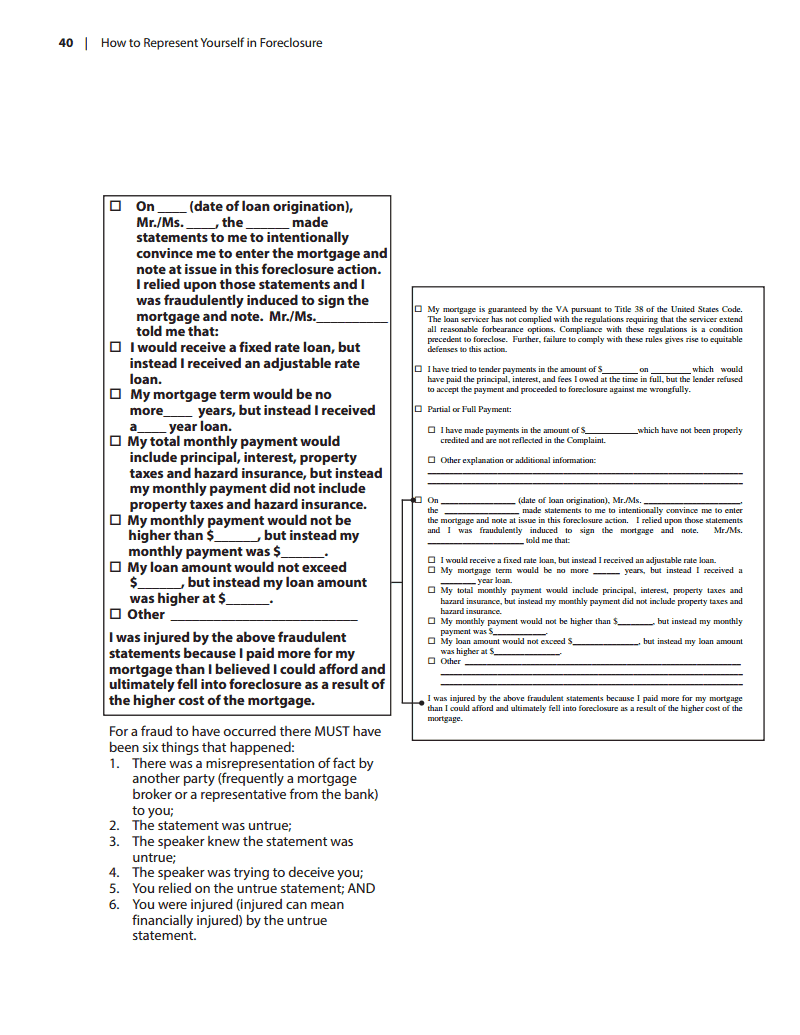 40 | How to Represent Yourself in Foreclosure
☐ On ____ (date of loan origination),
Mr./Ms. ____, the ______ made
statements to me to intentionally
convince me to enter the mortgage and
note at issue in this foreclosure action.
I relied upon those statements and I
was fraudulently induced to sign the
mortgage and note. Mr./Ms.__________
told me that:
☐ I would receive a fixed rate loan, but
instead I received an adjustable rate
loan.
☐ My mortgage term would be no
more____ years, but instead I received
a____ year loan.
☐ My total monthly payment would
include principal, interest, property
taxes and hazard insurance, but instead
my monthly payment did not include
property taxes and hazard insurance.
☐ My monthly payment would not be
higher than $______, but instead my
monthly payment was $______.
☐ My loan amount would not exceed
$______, but instead my loan amount
was higher at $______.
☐ Other __________________________
I was injured by the above fraudulent
statements because I paid more for my
mortgage than I believed I could afford and
ultimately fell into foreclosure as a result of
the higher cost of the mortgage.
For a fraud to have occurred there MUST have
been six things that happened:
1. There was a misrepresentation of fact by
another party (frequently a mortgage
broker or a representative from the bank)
to you;
2. The statement was untrue;
3. The speaker knew the statement was
untrue;
4. The speaker was trying to deceive you;
5. You relied on the untrue statement; AND
6. You were injured (injured can mean
financially injured) by the untrue
statement.
☐ My mortgage is guaranteed by the VA pursuant to Title 38 of the United States Code.
The loan servicer has not complied with the regulations requiring that the servicer extend
all reasonable forbearance options. Compliance with these regulations is a condition
precedent to foreclose. Further, failure to comply with these rules gives rise to equitable
defenses to this action.
☐ I have tried to tender payments in the amount of $_________ on __________ which would
have paid the principal, interest, and fees I owed at the time in full, but the lender refused
to accept the payment and proceeded to foreclosure against me wrongfully.
☐ Partial or Full Payment:
☐ I have made payments in the amount of $_____________which have not been properly
credited and are not reflected in the Complaint.
☐ Other explanation or additional information:
☐ On __________________ (date of loan origination), Mr./Ms. ________________________,
the __________________ made statements to me to intentionally convince me to enter
the mortgage and note at issue in this foreclosure action. I relied upon those statements
and I was fraudulently induced to sign the mortgage and note. Mr./Ms.
________________________ told me that:
☐ I would receive a fixed rate loan, but instead I received an adjustable rate loan.
☐ My mortgage term would be no more ______ years, but instead I received a
________ year loan.
☐ My total monthly payment would include principal, interest, property taxes and
hazard insurance, but instead my monthly payment did not include property taxes and
hazard insurance.
☐ My monthly payment would not be higher than $________, but instead my monthly
payment was $_____________.
☐ My loan amount would not exceed $________________, but instead my loan amount
was higher at $________________.
☐ Other ________________________
I was injured by the above fraudulent statements because I paid more for my mortgage
than I could afford and ultimately fell into foreclosure as a result of the higher cost of the
mortgage.